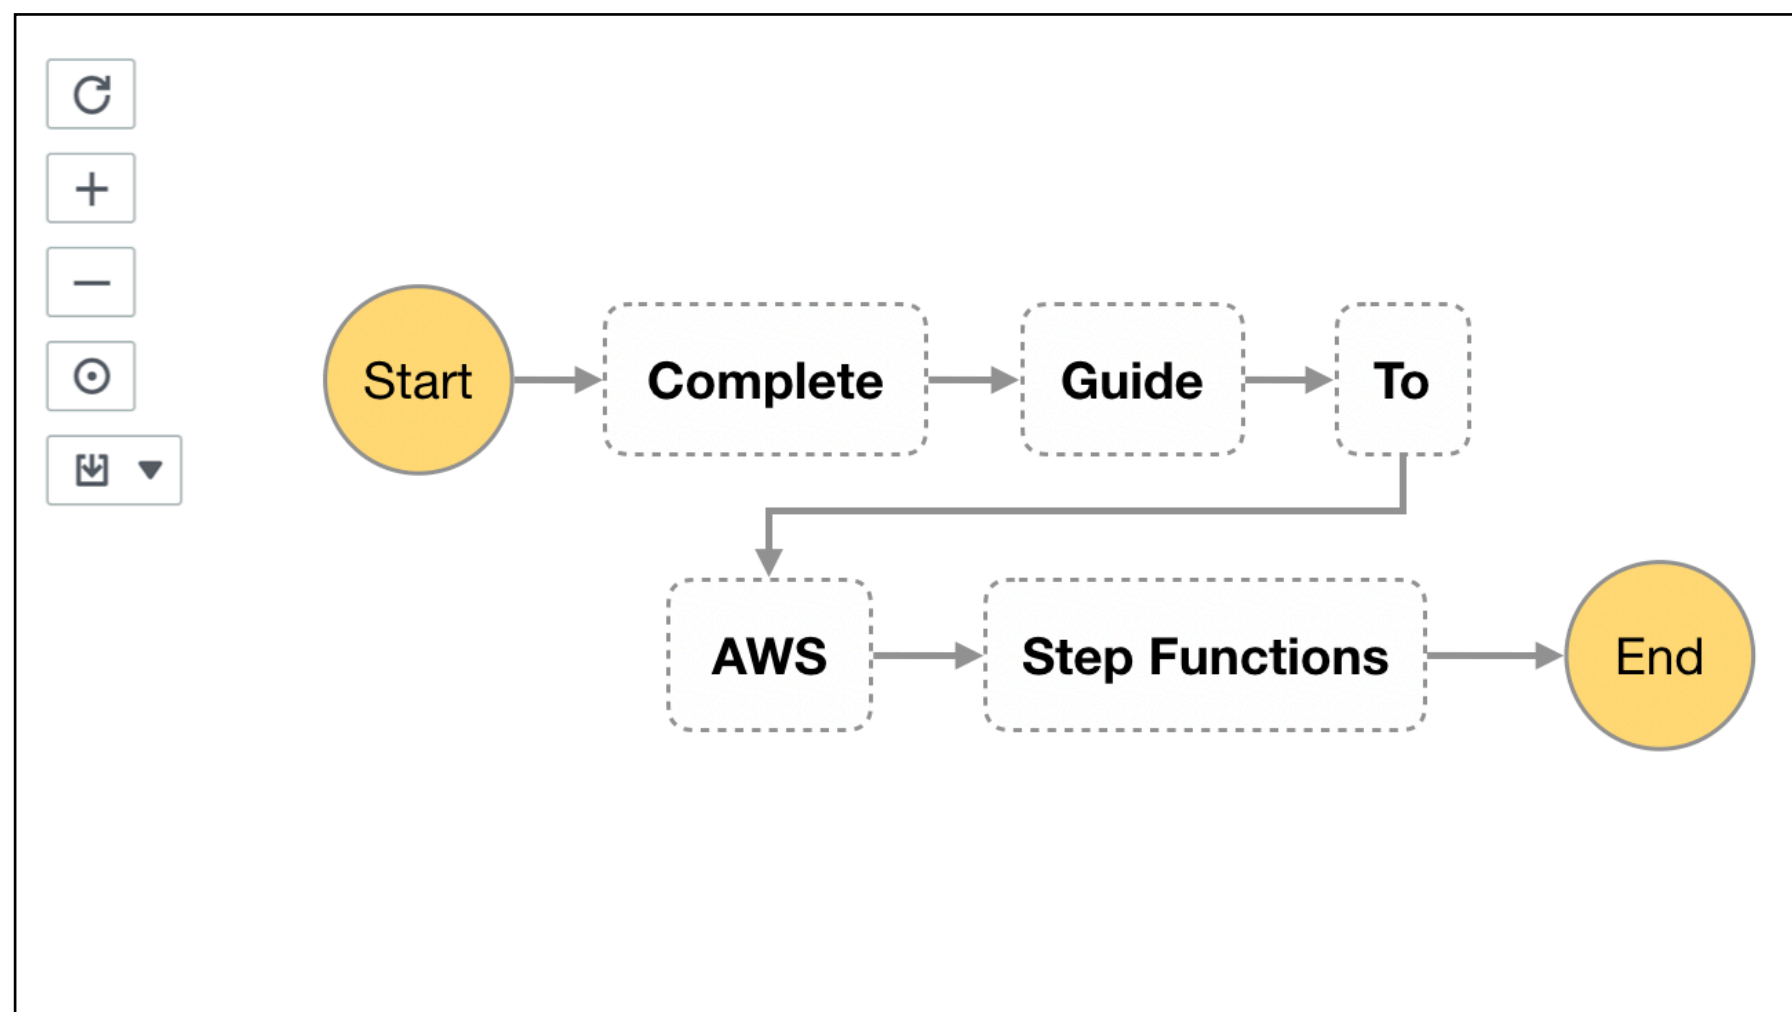 Start
Complete
Guide
To
AWS
Step Functions
End